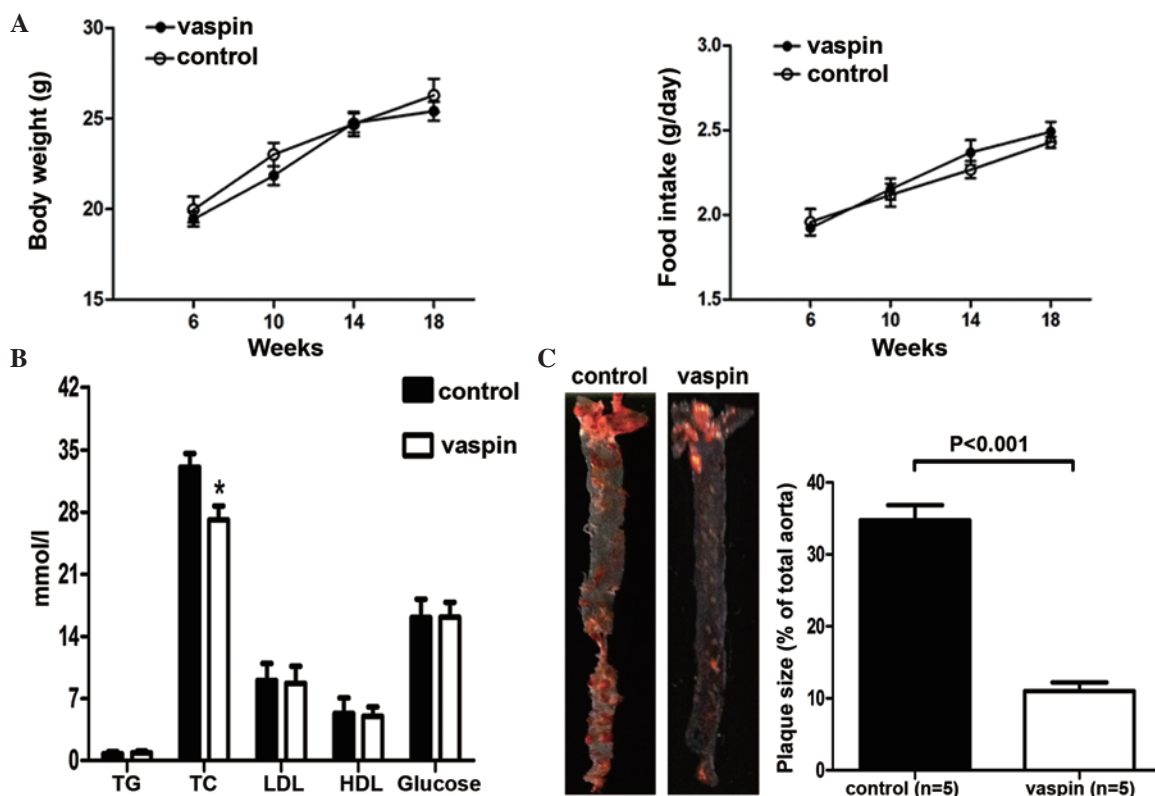 A
vaspin
control
Body weight (g)
30
25
20
15
6 10 14 18
Weeks
vaspin
control
Food intake (g/day)
3.0
2.5
2.0
1.5
6 10 14 18
Weeks
B
control
vaspin
mmol/l
42
35
28
21
14
7
0
*
TG TC LDL HDL Glucose
C
control vaspin
P<0.001
Plaque size (% of total aorta)
40
30
20
10
0
control (n=5) vaspin (n=5)